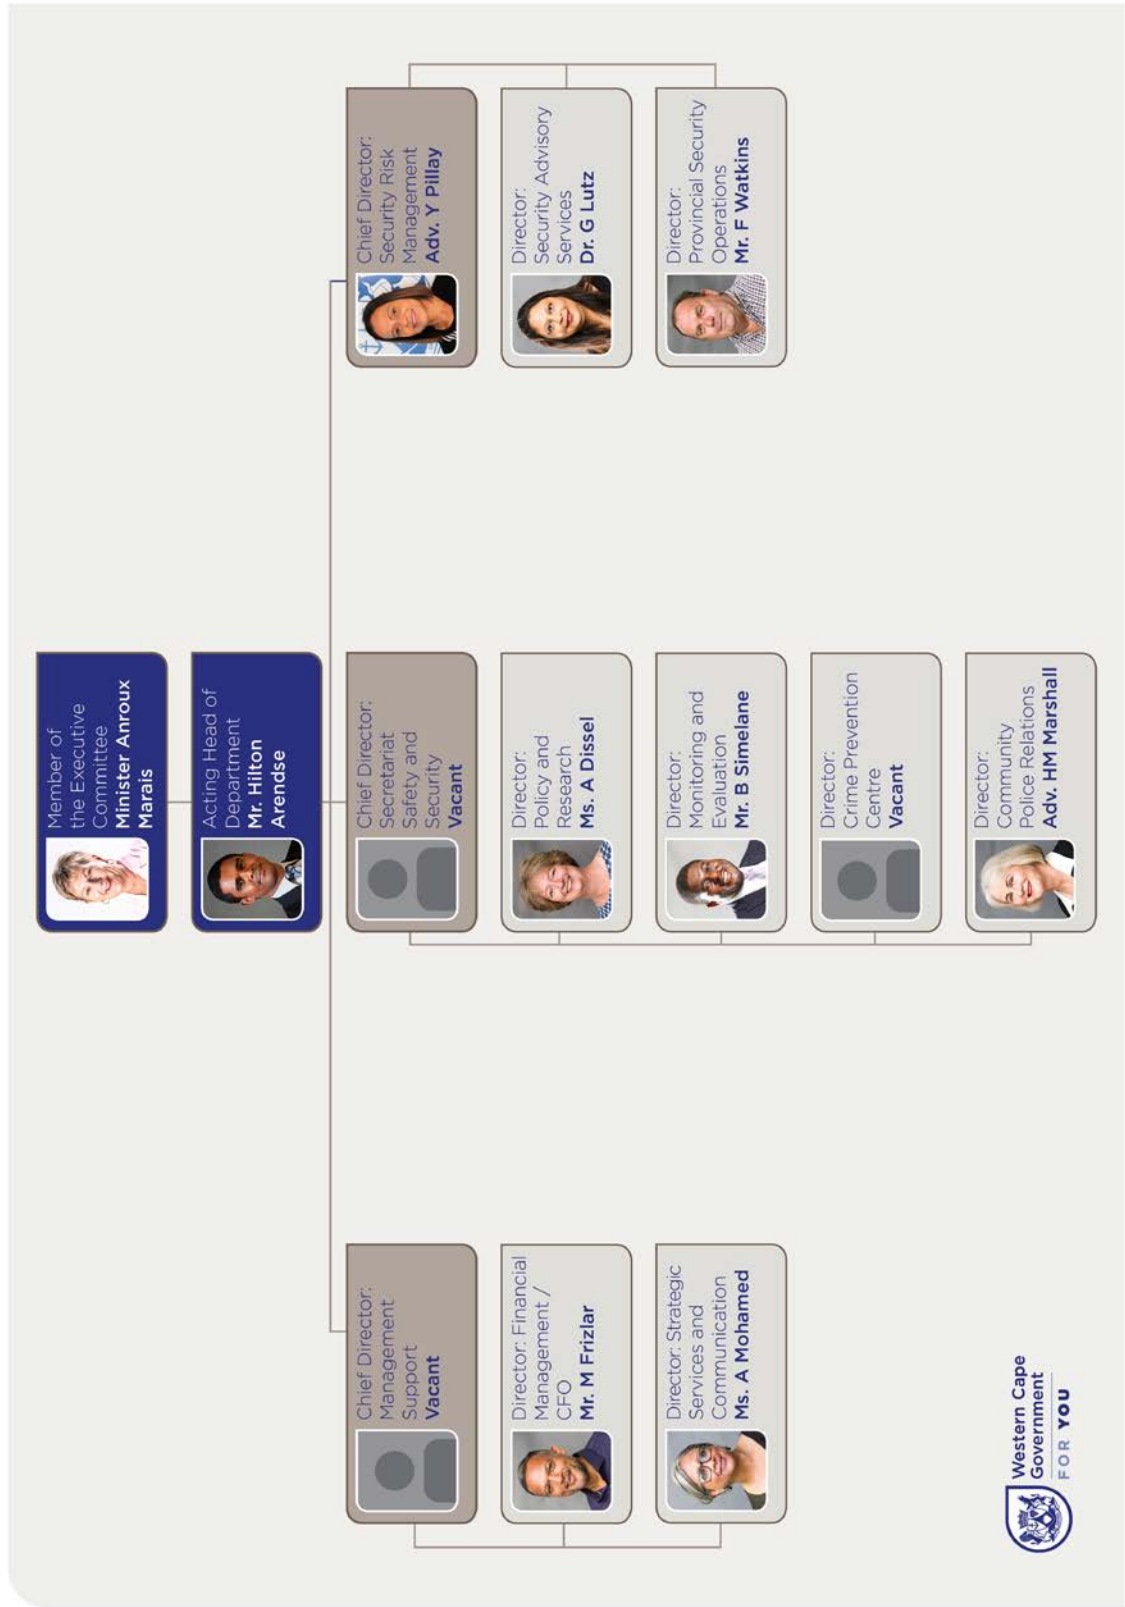 Member of
the Executive
Committee
Minister Anroux
Marais
Acting Head of
Department
Mr. Hilton
Arendse
Chief Director:
Management
Support
Vacant
Director: Financial
Management /
CFO
Mr. M Frizlar
Director: Strategic
Services and
Communication
Ms. A Mohamed
Chief Director:
Secretariat
Safety and
Security
Vacant
Director:
Policy and
Research
Ms. A Dissel
Director:
Monitoring and
Evaluation
Mr. B Simelane
Director:
Crime Prevention
Centre
Vacant
Director:
Community
Police Relations
Adv. HM Marshall
Chief Director:
Security Risk
Management
Adv. Y Pillay
Director:
Security Advisory
Services
Dr. G Lutz
Director:
Provincial Security
Operations
Mr. F Watkins
Western Cape
Government
FOR YOU